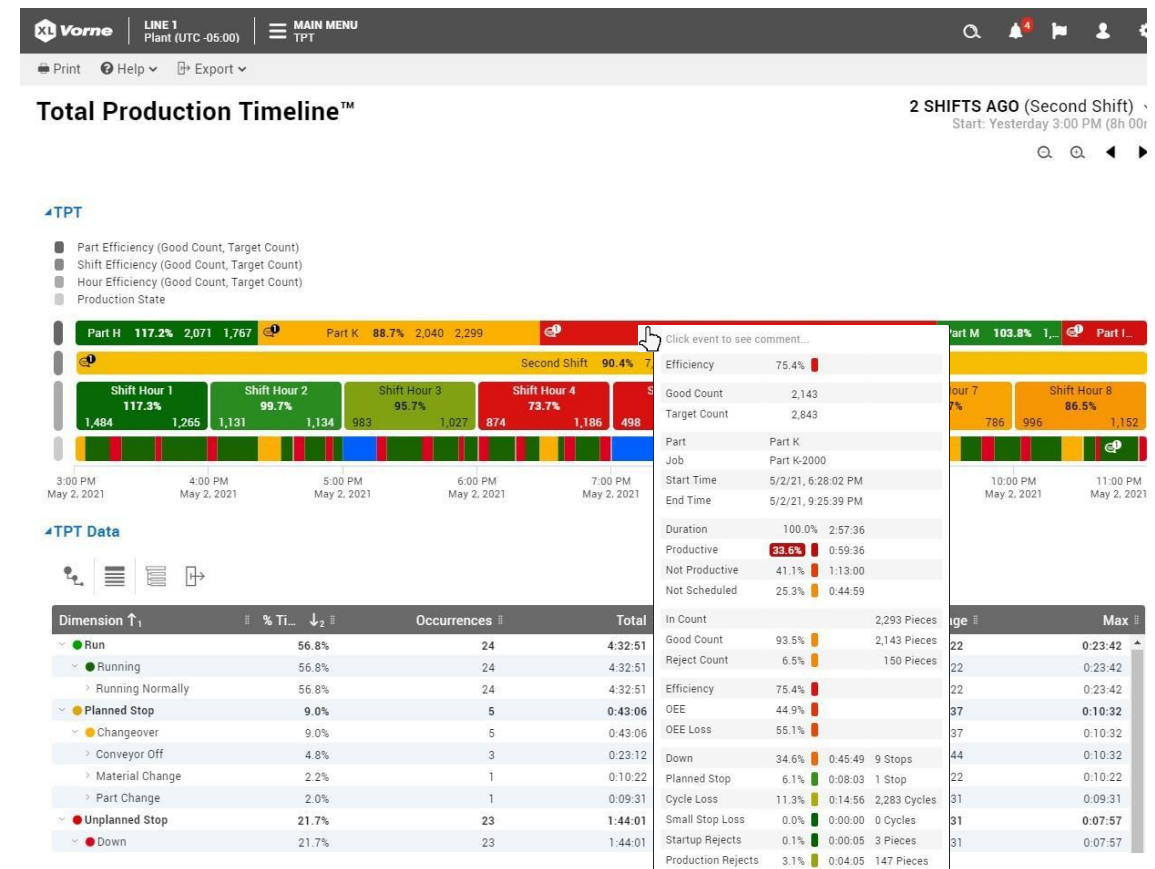 XL Vorne
LINE 1
Plant (UTC -05:00)
MAIN MENU
TPT
4
Print Help Export
Total Production Timeline™
2 SHIFTS AGO (Second Shift)
Start: Yesterday 3:00 PM (8h
TPT
Part Efficiency (Good Count, Target Count)
Shift Efficiency (Good Count, Target Count)
Hour Efficiency (Good Count, Target Count)
Production State
Part H 117.2% 2,071 1,767 1 Part K 88.7% 2,040 2,299 1
Part M 103.8% 1,... 1 Part I...
1 Second Shift 90.4%
Shift Hour 1 117.3% 1,484 1,265
Shift Hour 2 99.7% 1,131 1,134
Shift Hour 3 95.7% 983 1,027
Shift Hour 4 73.7% 874 1,186
498
786
Shift Hour 8 86.5% 996 1,152
1
3:00 PM 4:00 PM 5:00 PM 6:00 PM 7:00 PM 10:00 PM 11:00 PM
May 2, 2021 May 2, 2021 May 2, 2021 May 2, 2021 May 2, 2021 May 2, 2021 May 2, 2021
Click event to see comment...
Efficiency 75.4%
Good Count 2,143
Target Count 2,843
Part Part K
Job Part K-2000
Start Time 5/2/21, 6:28:02 PM
End Time 5/2/21, 9:25:39 PM
Duration 100.0% 2:57:36
Productive 33.6% 0:59:36
Not Productive 41.1% 1:13:00
Not Scheduled 25.3% 0:44:59
In Count 2,293 Pieces
Good Count 93.5% 2,143 Pieces
Reject Count 6.5% 150 Pieces
Efficiency 75.4%
OEE 44.9%
OEE Loss 55.1%
Down 34.6% 0:45:49 9 Stops
Planned Stop 6.1% 0:08:03 1 Stop
Cycle Loss 11.3% 0:14:56 2,283 Cycles
Small Stop Loss 0.0% 0:00:00 0 Cycles
Startup Rejects 0.1% 0:00:05 3 Pieces
Production Rejects 3.1% 0:04:05 147 Pieces
TPT Data
Dimension ↑1 % Ti... ↓2 Occurrences Total Max
Run 56.8% 24 4:32:51 22 0:23:42
Running 56.8% 24 4:32:51 22 0:23:42
Running Normally 56.8% 24 4:32:51 22 0:23:42
Planned Stop 9.0% 5 0:43:06 37 0:10:32
Changeover 9.0% 5 0:43:06 37 0:10:32
Conveyor Off 4.8% 3 0:23:12 44 0:10:32
Material Change 2.2% 1 0:10:22 22 0:10:22
Part Change 2.0% 1 0:09:31 31 0:09:31
Unplanned Stop 21.7% 23 1:44:01 31 0:07:57
Down 21.7% 23 1:44:01 31 0:07:57